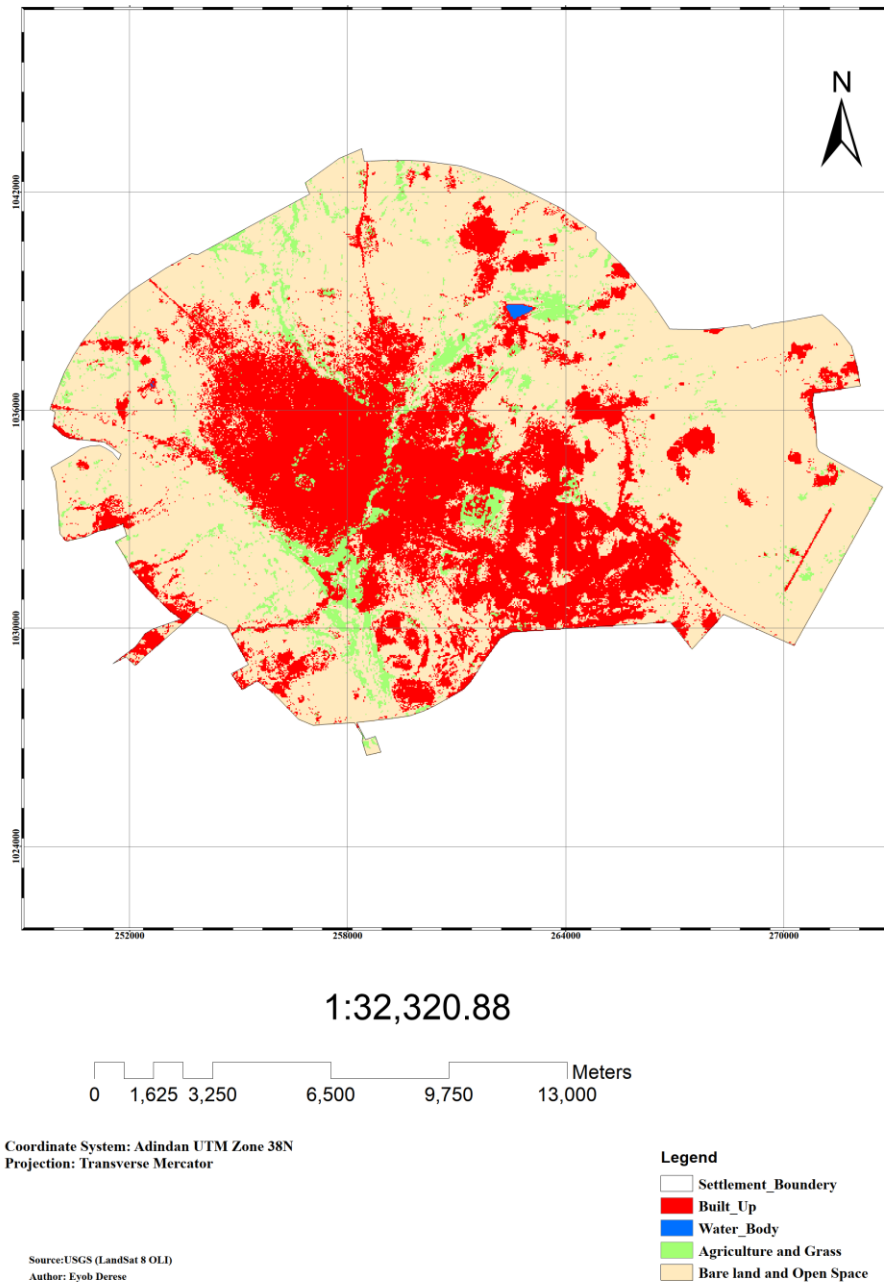 N
1042000
1036000
1030000
1024000
252000 258000 264000 270000
1:32,320.88
Meters
0 1,625 3,250 6,500 9,750 13,000
Coordinate System: Adindan UTM Zone 38N
Projection: Transverse Mercator
Legend
Settlement_Boundery
Built_Up
Water_Body
Agriculture and Grass
Bare land and Open Space
Source:USGS (LandSat 8 OLI)
Author: Eyob Derese